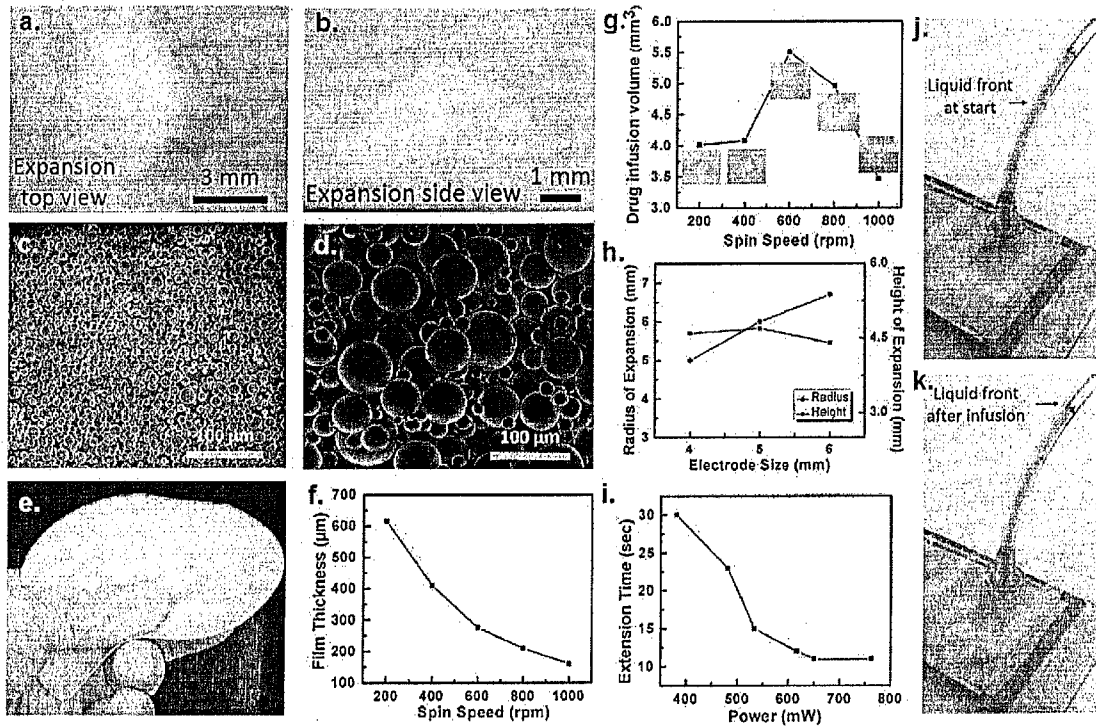 a.
Expansion
top view
3 mm
b.
Expansion side view
1 mm
c.
100 µm
d.
100 µm
e.
f.
Film Thickness (µm)
700
600
500
400
300
200
100
200 400 600 800 1000
Spin Speed (rpm)
g.
Drug infusion volume (mm³)
6.0
5.5
5.0
4.5
4.0
3.5
3.0
200 400 600 800 1000
Spin Speed (rpm)
h.
Radius of Expansion (mm)
7
6
5
4
3
Height of Expansion (mm)
6.0
4.5
3.0
Radius
Height
4 5 6
Electrode Size (mm)
i.
Extension Time (sec)
30
25
20
15
10
400 500 600 700 800
Power (mW)
j.
Liquid front
at start
k.
Liquid front
after infusion